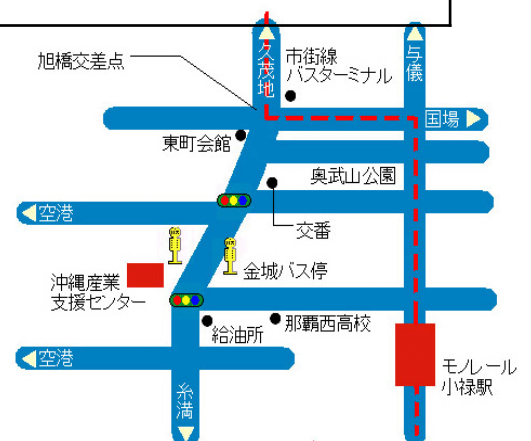 久茂地
与儀
旭橋交差点
市街線
バスターミナル
国場
東町会館
奥武山公園
空港
交番
金城バス停
沖縄産業
支援センター
給油所
那覇西高校
空港
モノレール
小禄駅
糸満